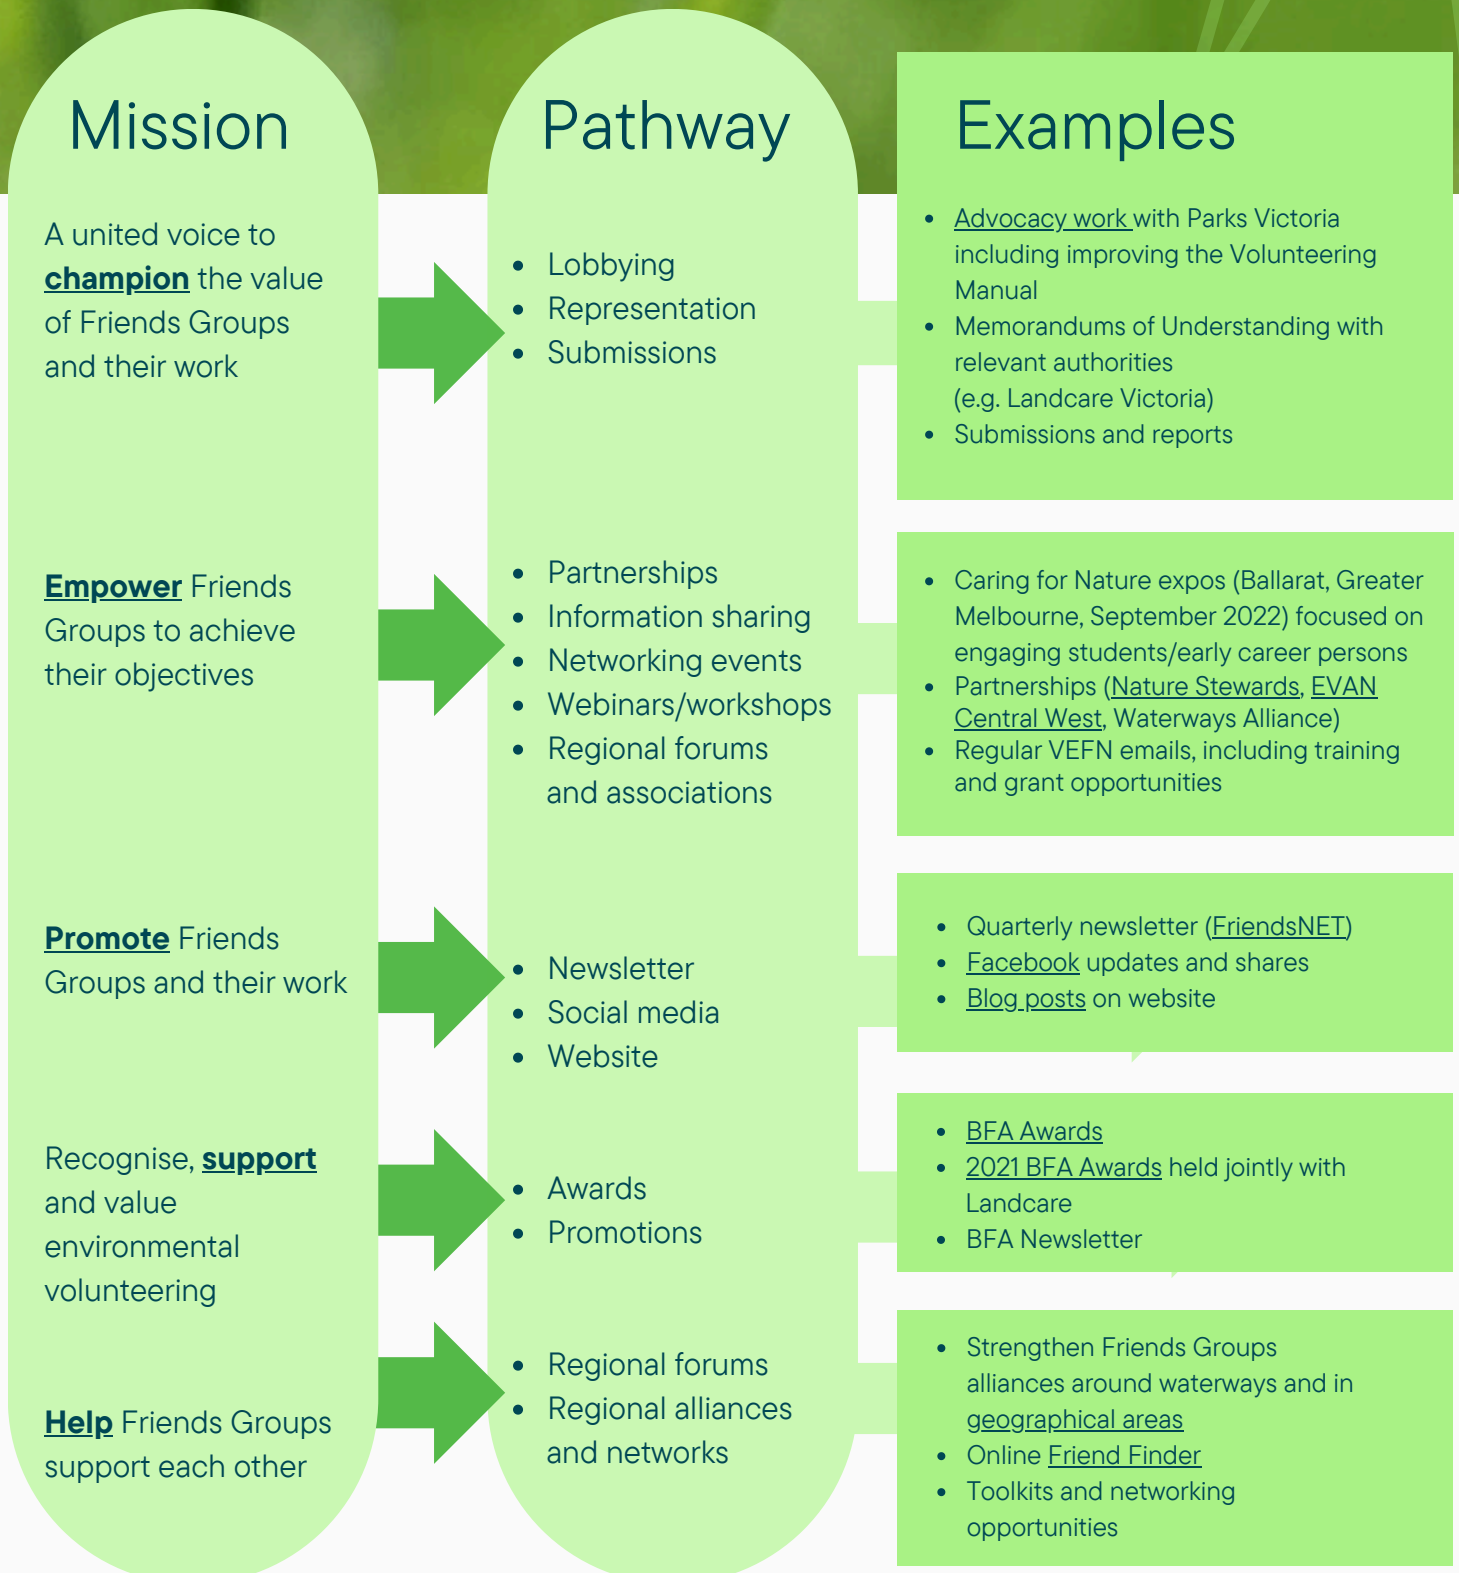 Mission
Pathway
Examples
A united voice to
champion the value
of Friends Groups
and their work
• Lobbying
• Representation
• Submissions
• Advocacy work with Parks Victoria
including improving the Volunteering
Manual
• Memorandums of Understanding with
relevant authorities
(e.g. Landcare Victoria)
• Submissions and reports
Empower Friends
Groups to achieve
their objectives
• Partnerships
• Information sharing
• Networking events
• Webinars/workshops
• Regional forums
and associations
• Caring for Nature expos (Ballarat, Greater
Melbourne, September 2022) focused on
engaging students/early career persons
• Partnerships (Nature Stewards, EVAN
Central West, Waterways Alliance)
• Regular VEFN emails, including training
and grant opportunities
Promote Friends
Groups and their work
• Newsletter
• Social media
• Website
• Quarterly newsletter (FriendsNET)
• Facebook updates and shares
• Blog posts on website
Recognise, support
and value
environmental
volunteering
• Awards
• Promotions
• BFA Awards
• 2021 BFA Awards held jointly with
Landcare
• BFA Newsletter
Help Friends Groups
support each other
• Regional forums
• Regional alliances
and networks
• Strengthen Friends Groups
alliances around waterways and in
geographical areas
• Online Friend Finder
• Toolkits and networking
opportunities